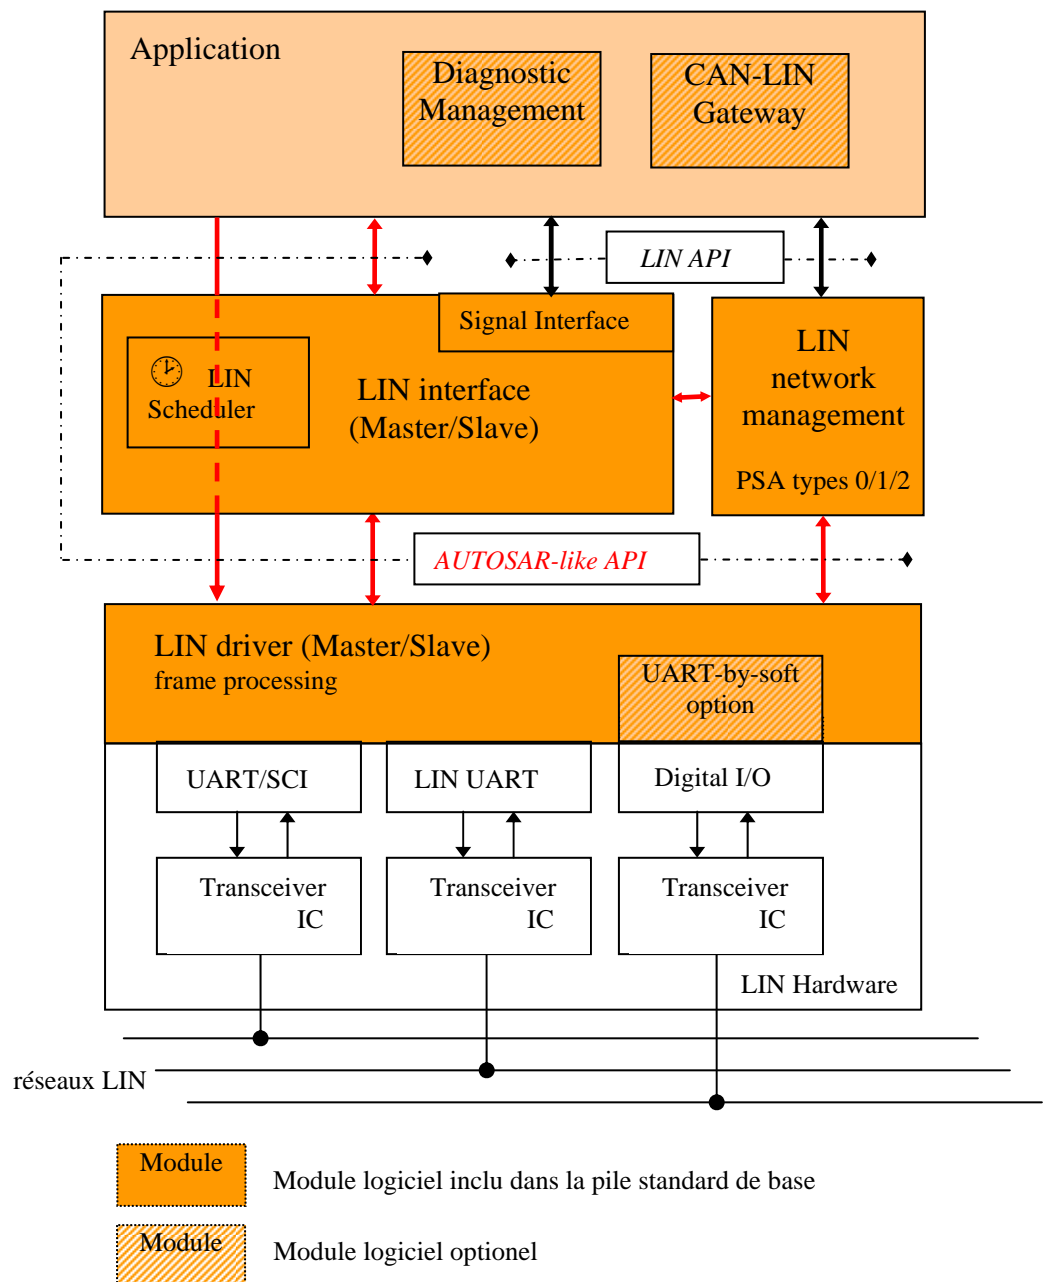 Application
Diagnostic
Management
CAN-LIN
Gateway
LIN API
Signal Interface
LIN
Scheduler
LIN interface
(Master/Slave)
LIN
network
management
PSA types 0/1/2
AUTOSAR-like API
LIN driver (Master/Slave)
frame processing
UART-by-soft
option
UART/SCI
LIN UART
Digital I/O
Transceiver
IC
Transceiver
IC
Transceiver
IC
LIN Hardware
réseaux LIN
Module
Module logiciel inclu dans la pile standard de base
Module
Module logiciel optionel